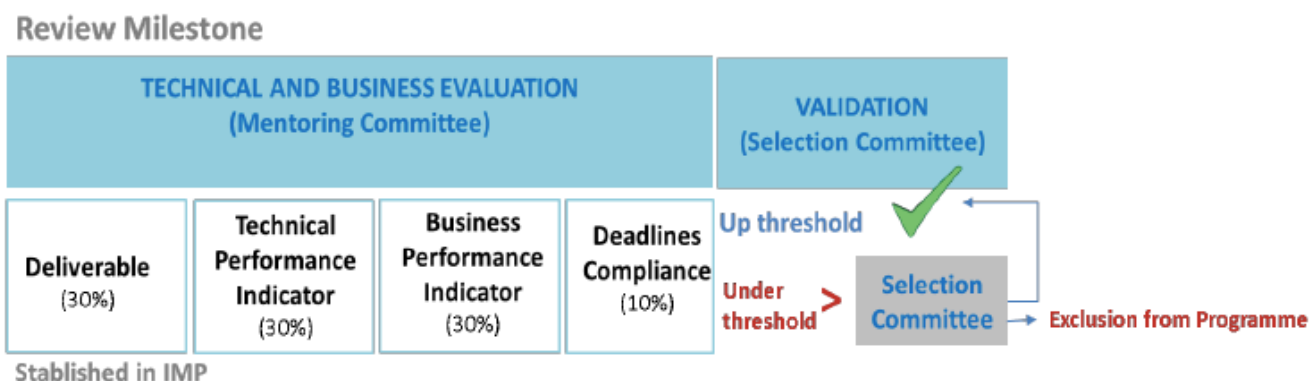 Review Milestone
TECHNICAL AND BUSINESS EVALUATION
(Mentoring Committee)
VALIDATION
(Selection Committee)
Deliverable
(30%)
Technical
Performance
Indicator
(30%)
Business
Performance
Indicator
(30%)
Deadlines
Compliance
(10%)
Up threshold
Under
threshold
>
Selection
Committee
Exclusion from Programme
Stablished in IMP